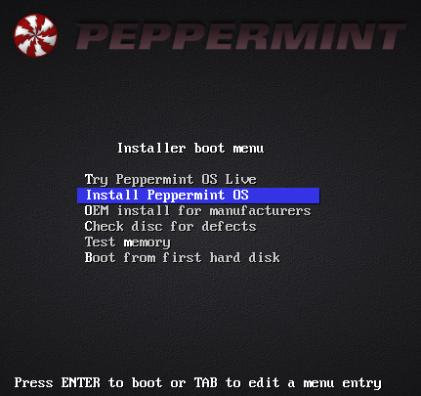 PEPPERMINT
Installer boot menu
Try Peppermint OS Live
Install Peppermint OS
OEM install for manufacturers
Check disc for defects
Test memory
Boot from first hard disk
Press ENTER to boot or TAB to edit a menu entry